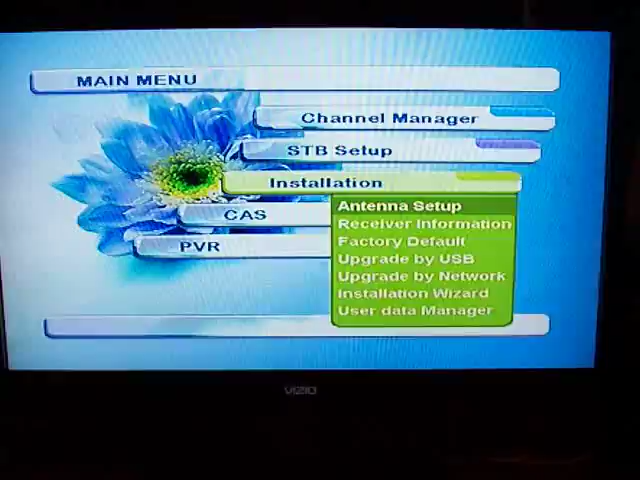 MAIN MENU
Channel Manager
STB Setup
Installation
CAS
PVR
Antenna Setup
Receiver Information
Factory Default
Upgrade by USB
Upgrade by Network
Installation Wizard
User data Manager
VIZIO